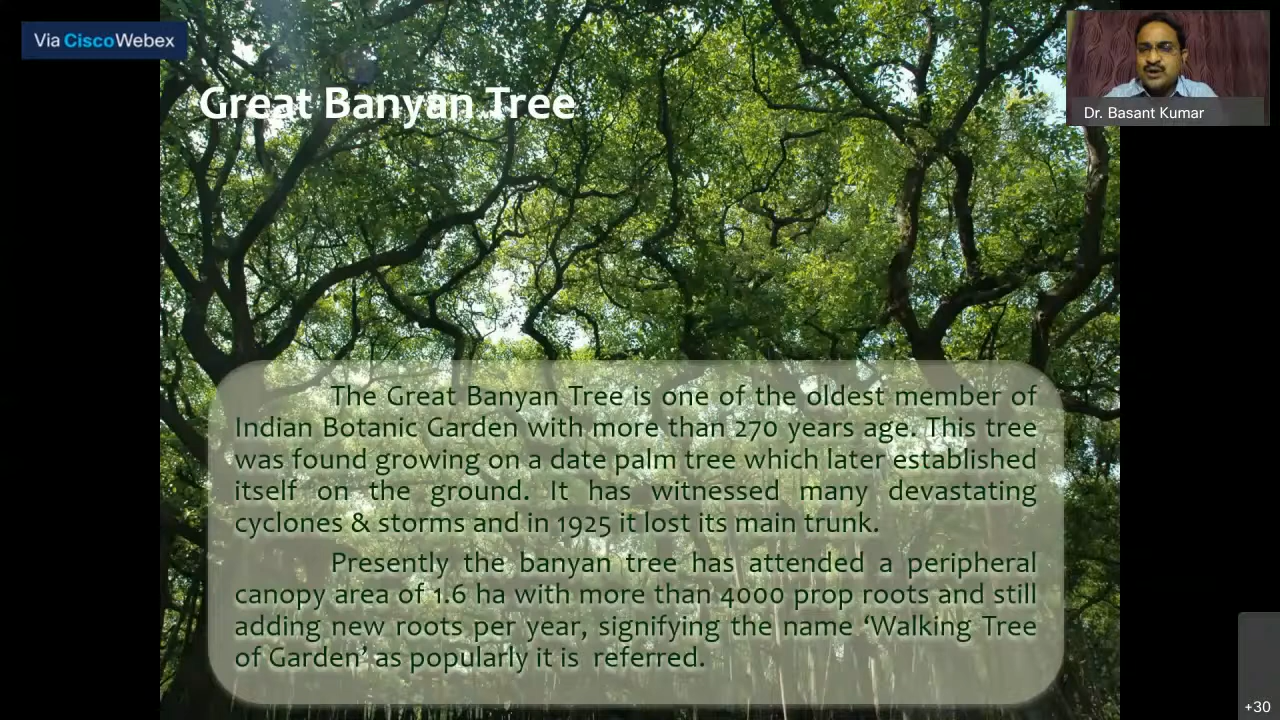 Via Cisco Webex
Great Banyan Tree
Dr. Basant Kumar
The Great Banyan Tree is one of the oldest member of
Indian Botanic Garden with more than 270 years age. This tree
was found growing on a date palm tree which later established
itself on the ground. It has witnessed many devastating
cyclones & storms and in 1925 it lost its main trunk.
Presently the banyan tree has attended a peripheral
canopy area of 1.6 ha with more than 4000 prop roots and still
adding new roots per year, signifying the name ‘Walking Tree
of Garden’ as popularly it is referred.
+30